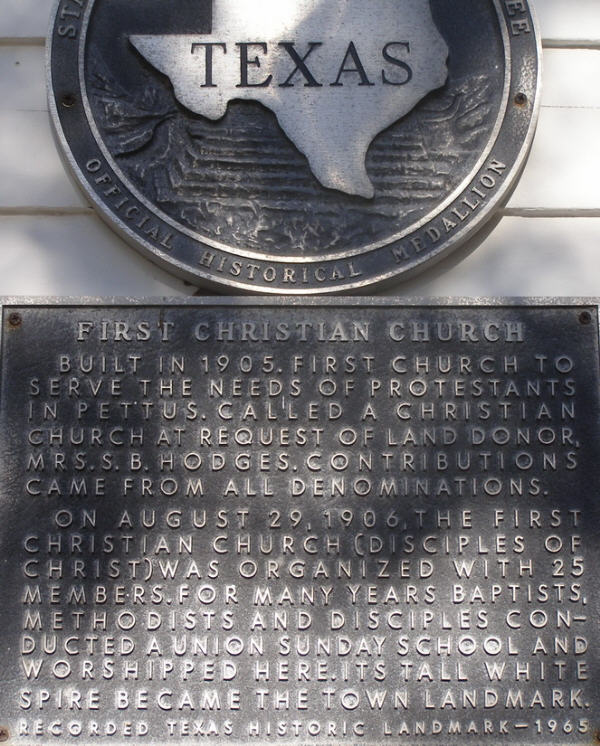 STA
EE
TEXAS
OFFICIAL HISTORICAL MEDALLION
FIRST CHRISTIAN CHURCH
BUILT IN 1905. FIRST CHURCH TO
SERVE THE NEEDS OF PROTESTANTS
IN PETTUS. CALLED A CHRISTIAN
CHURCH AT REQUEST OF LAND DONOR,
MRS. S. B. HODGES. CONTRIBUTIONS
CAME FROM ALL DENOMINATIONS.
ON AUGUST 29, 1906, THE FIRST
CHRISTIAN CHURCH (DISCIPLES OF
CHRIST) WAS ORGANIZED WITH 25
MEMBERS. FOR MANY YEARS BAPTISTS,
METHODISTS AND DISCIPLES CON-
DUCTED A UNION SUNDAY SCHOOL AND
WORSHIPPED HERE. ITS TALL WHITE
SPIRE BECAME THE TOWN LANDMARK.
RECORDED TEXAS HISTORIC LANDMARK-1965